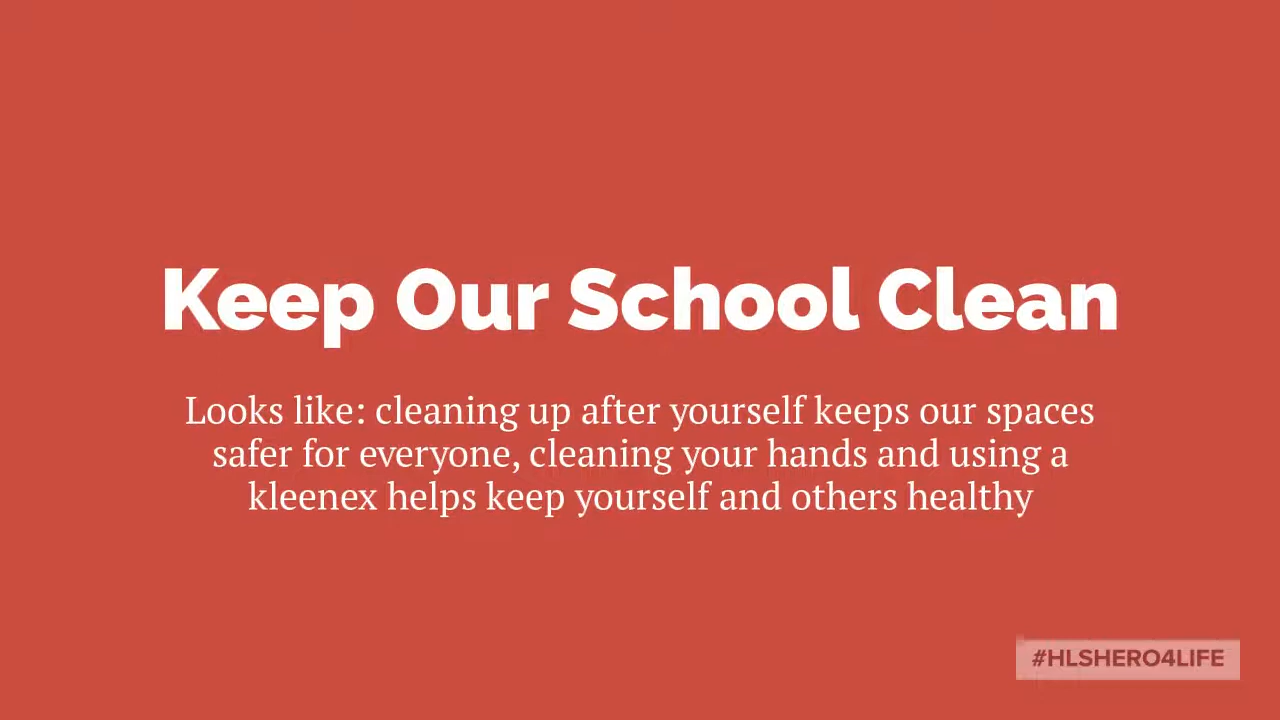 Keep Our School Clean
Looks like: cleaning up after yourself keeps our spaces
safer for everyone, cleaning your hands and using a
kleenex helps keep yourself and others healthy
#HLSHERO4LIFE